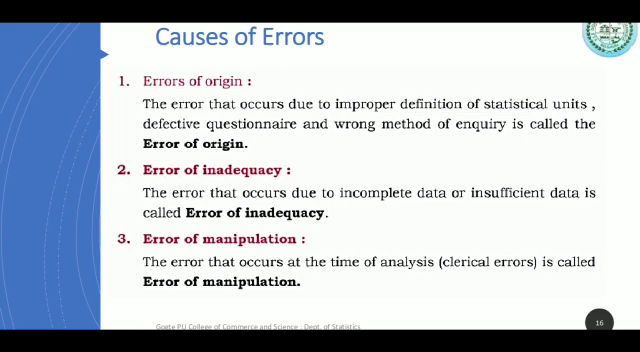 Causes of Errors
1. Errors of origin :
The error that occurs due to improper definition of statistical units ,
defective questionnaire and wrong method of enquiry is called the
Error of origin.
2. Error of inadequacy :
The error that occurs due to incomplete data or insufficient data is
called Error of inadequacy.
3. Error of manipulation :
The error that occurs at the time of analysis (clerical errors) is called
Error of manipulation.
Gogte PU College of Commerce and Science : Dept. of Statistics
16